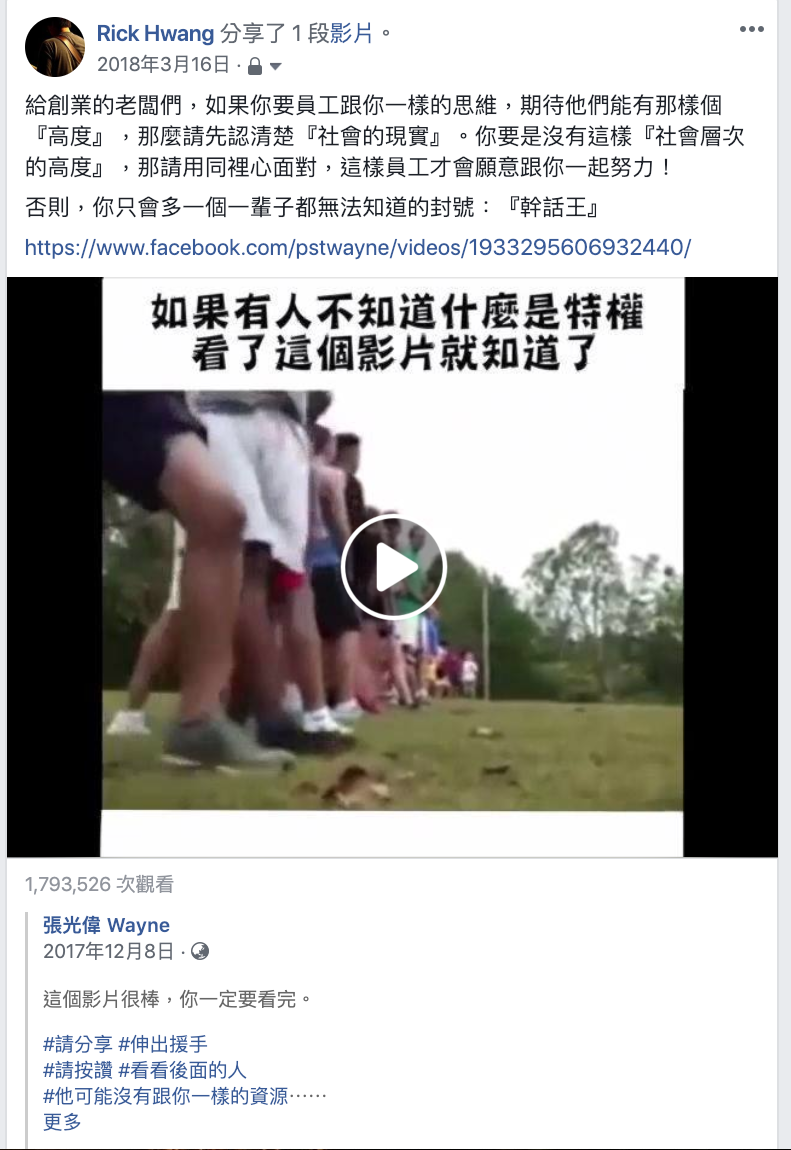 Rick Hwang 分享了 1 段影片。
2018年3月16日 ·
給創業的老闆們，如果你要員工跟你一樣的思維，期待他們能有那樣個
『高度』，那麼請先認清楚『社會的現實』。你要是沒有這樣『社會層次
的高度』，那請用同裡心面對，這樣員工才會願意跟你一起努力！
否則，你只會多一個一輩子都無法知道的封號：『幹話王』
https://www.facebook.com/pstwayne/videos/1933295606932440/
如果有人不知道什麼是特權
看了這個影片就知道了
1,793,526 次觀看
張光偉 Wayne
2017年12月8日 ·
這個影片很棒，你一定要看完。
#請分享 #伸出援手
#請按讚 #看看後面的人
#他可能沒有跟你一樣的資源……
更多